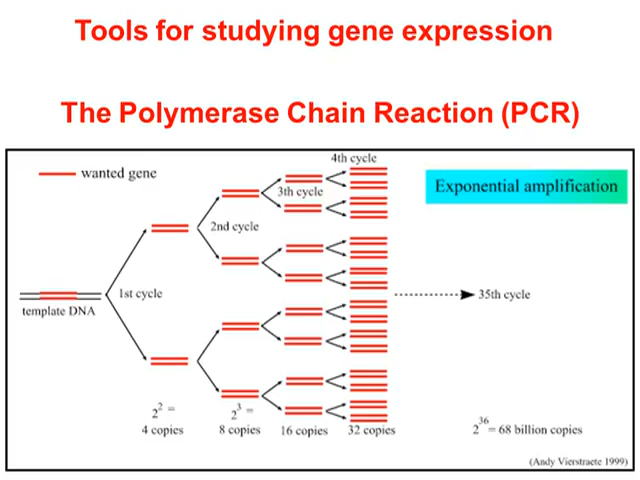 Tools for studying gene expression
The Polymerase Chain Reaction (PCR)
4th cycle
wanted gene
Exponential amplification
3th cycle
2nd cycle
1st cycle
35th cycle
template DNA
2² =
4 copies
2³ =
8 copies
16 copies
32 copies
2³⁶ = 68 billion copies
(Andy Vierstraete 1999)